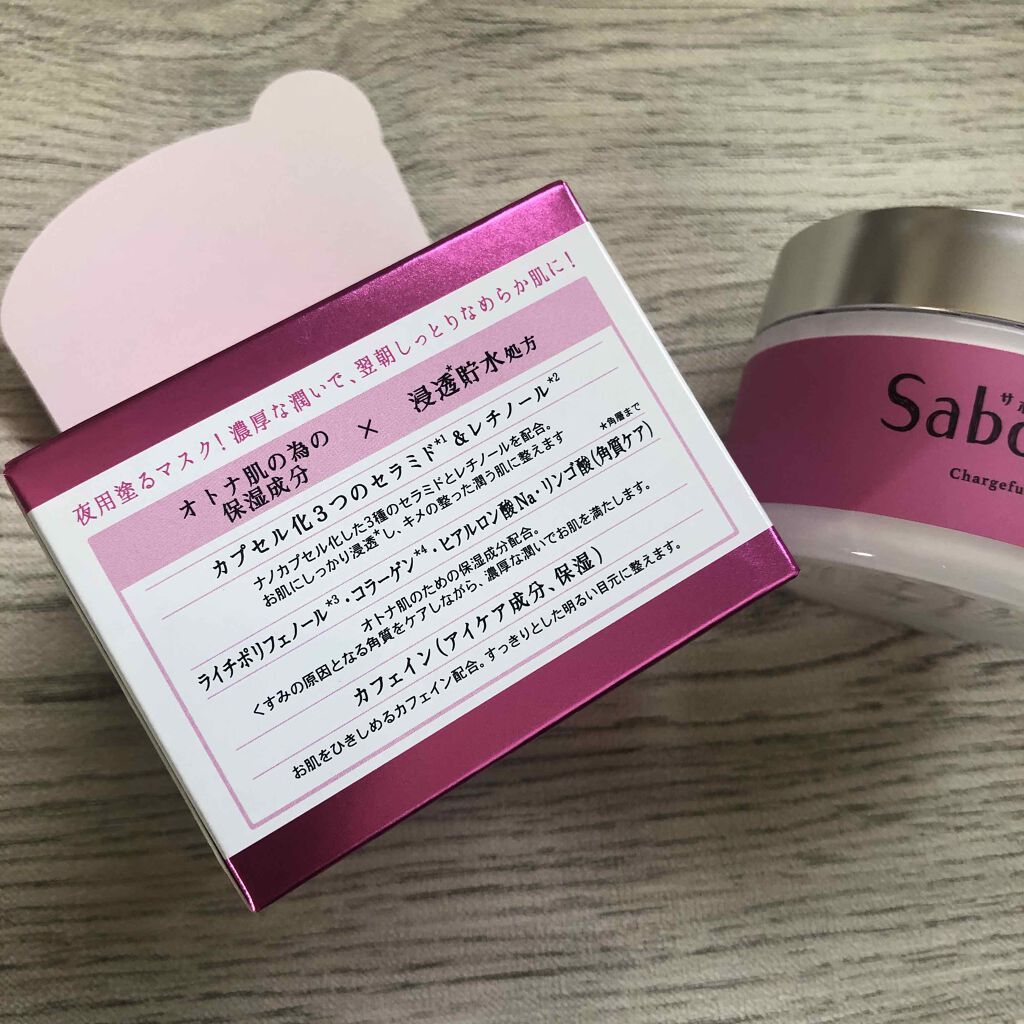 夜用塗るマスク!濃厚な潤いで、翌朝しっとりなめらか肌に!
オトナ肌の為の
保湿成分
×
浸透*貯水処方
カプセル化3つのセラミド*1&レチノール*2
ナノカプセル化した3種のセラミドとレチノールを配合。
お肌にしっかり浸透*し、キメの整った潤う肌に整えます
*角層まで
ライチポリフェノール*3・コラーゲン*4・ヒアルロン酸Na・リンゴ酸(角質ケア)
オトナ肌のための保湿成分配合。
くすみの原因となる角質をケアしながら、濃厚な潤いでお肌を満たします。
カフェイン(アイケア成分、保湿)
お肌をひきしめるカフェイン配合。すっきりとした明るい目元に整えます。
サボ
Sabo
Chargefu